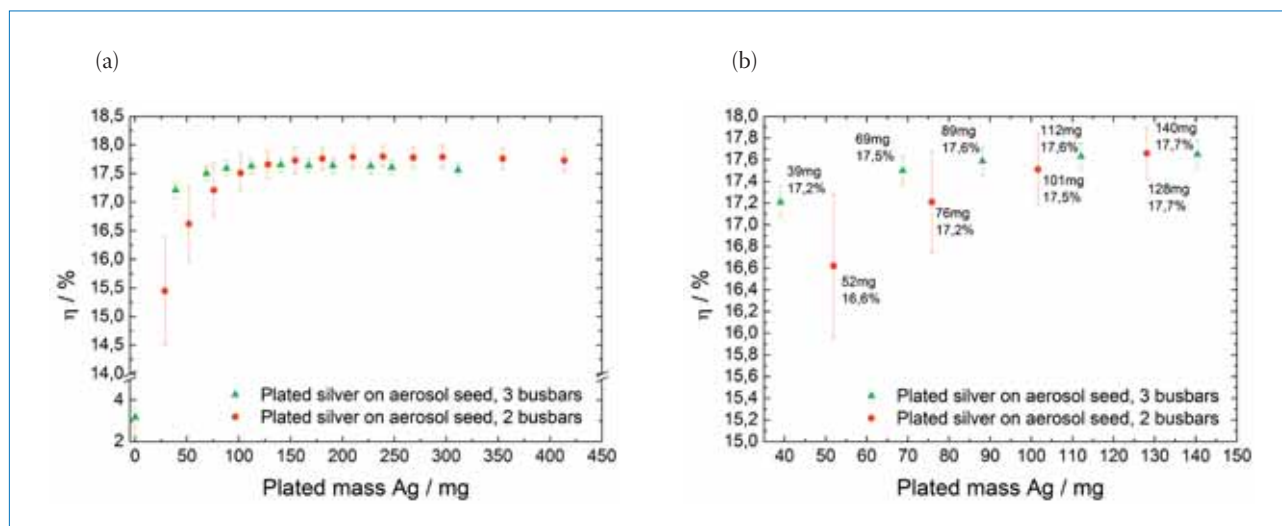 (a)
18,5
18,0
17,5
17,0
16,5
16,0
15,5
15,0
14,5
14,0
4
2
η / %
Plated silver on aerosol seed, 3 busbars
Plated silver on aerosol seed, 2 busbars
0 50 100 150 200 250 300 350 400 450
Plated mass Ag / mg
(b)
18,0
17,8
17,6
17,4
17,2
17,0
16,8
16,6
16,4
16,2
16,0
15,8
15,6
15,4
15,2
15,0
η / %
39mg
17,2%
69mg
17,5%
89mg
17,6%
112mg
17,6%
140mg
17,7%
52mg
16,6%
76mg
17,2%
101mg
17,5%
128mg
17,7%
Plated silver on aerosol seed, 3 busbars
Plated silver on aerosol seed, 2 busbars
40 50 60 70 80 90 100 110 120 130 140 150
Plated mass Ag / mg